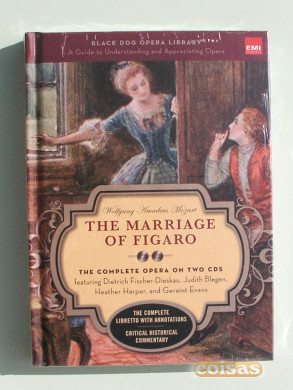 BLACK DOG OPERA LIBRARY
A Guide to Understanding and Appreciating Opera
EMI
Wolfgang Amadeus Mozart
THE MARRIAGE
OF FIGARO
THE COMPLETE OPERA ON TWO CDS
featuring Dietrich Fischer-Dieskau, Judith Blegen,
Heather Harper, and Geraint Evans
THE COMPLETE
LIBRETTO WITH ANNOTATIONS
CRITICAL HISTORICAL
COMMENTARY
coisas